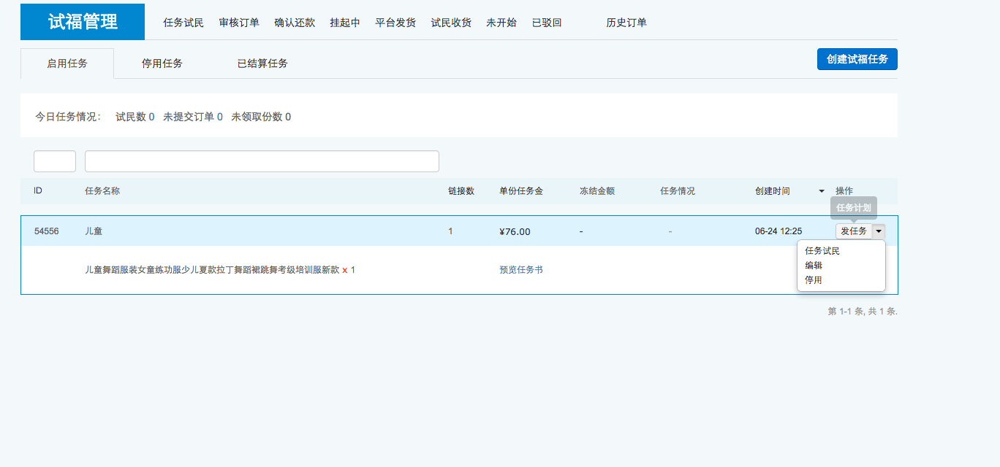 试福管理 任务试民 审核订单 确认还款 挂起中 平台发货 试民收货 未开始 已驳回 历史订单
启用任务 停用任务 已结算任务 创建试福任务
今日任务情况: 试民数 0 未提交订单 0 未领取份数 0
ID 任务名称 链接数 单份任务金 冻结金额 任务情况 创建时间 操作
任务计划
54556 儿童 1 ¥76.00 - - 06-24 12:25 发任务
任务试民
编辑
儿童舞蹈服装女童练功服少儿夏款拉丁舞蹈裙跳舞考级培训服新款 x 1 预览任务书
停用
第 1-1 条, 共 1 条.